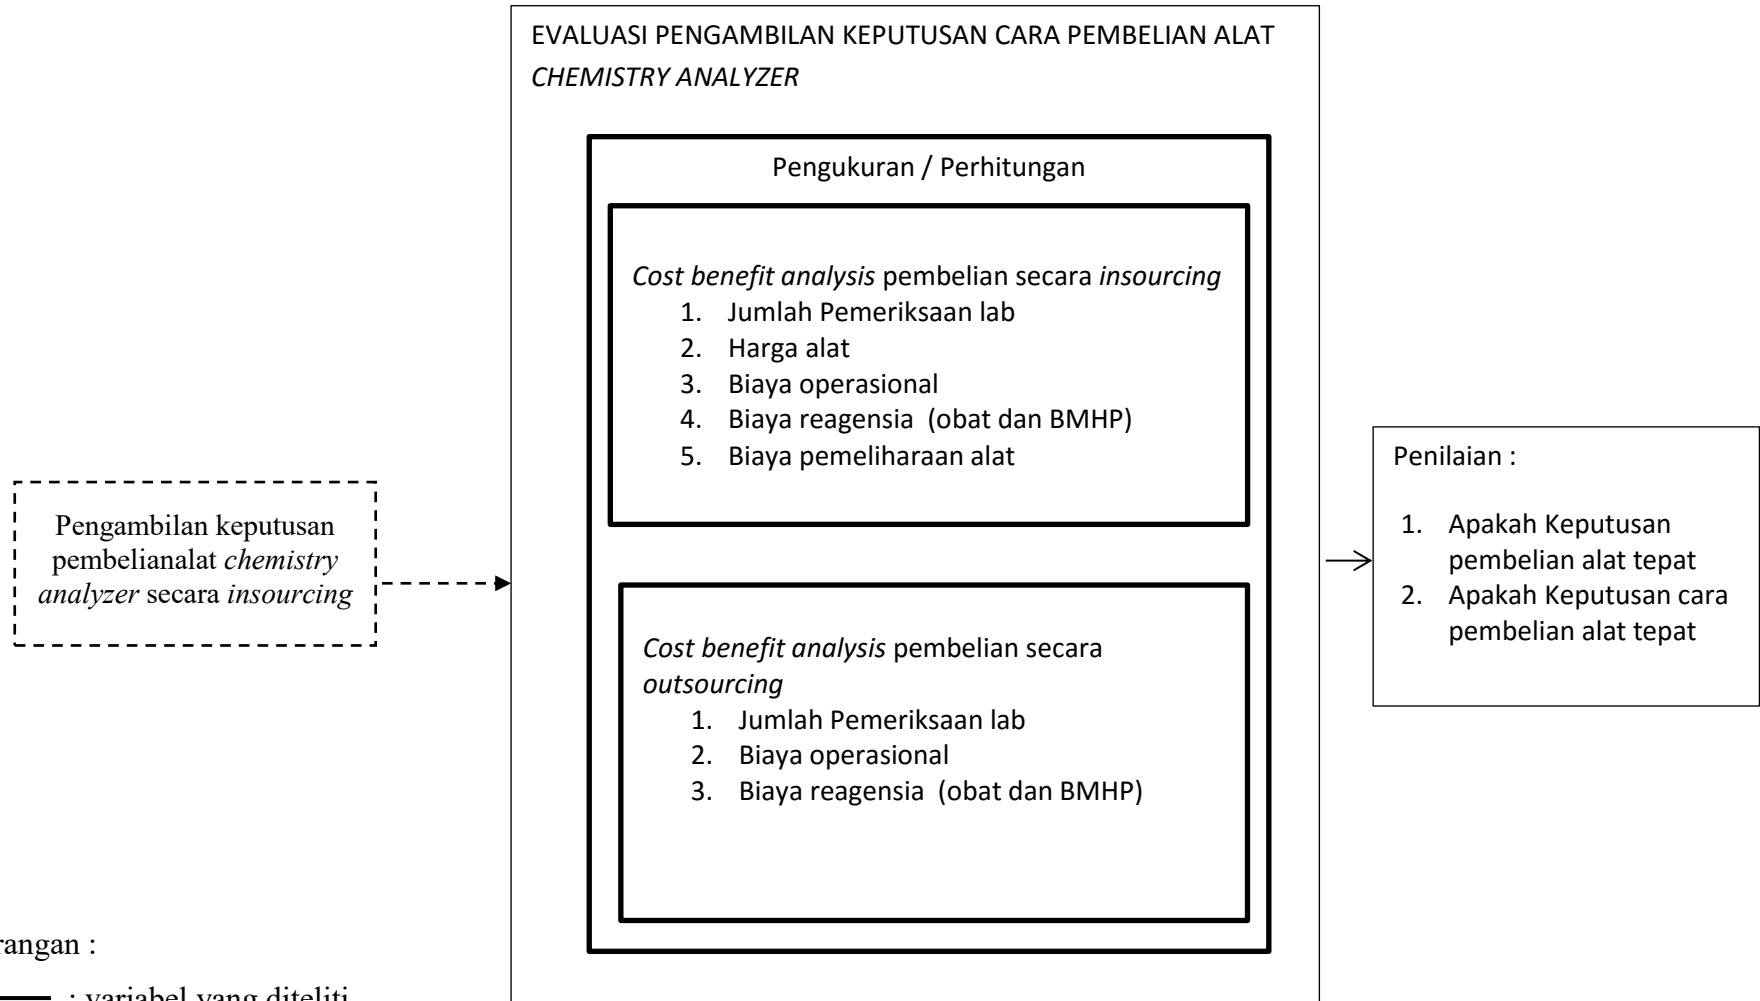 EVALUASI PENGAMBILAN KEPUTUSAN CARA PEMBELIAN ALAT
CHEMISTRY ANALYZER
Pengukuran / Perhitungan
Cost benefit analysis pembelian secara insourcing
1. Jumlah Pemeriksaan lab
2. Harga alat
3. Biaya operasional
4. Biaya reagensia (obat dan BMHP)
5. Biaya pemeliharaan alat
Pengambilan keputusan
pembelianalat chemistry
analyzer secara insourcing
Cost benefit analysis pembelian secara
outsourcing
1. Jumlah Pemeriksaan lab
2. Biaya operasional
3. Biaya reagensia (obat dan BMHP)
Penilaian :
1. Apakah Keputusan
pembelian alat tepat
2. Apakah Keputusan cara
pembelian alat tepat
rangan :
: variabel yang diteliti